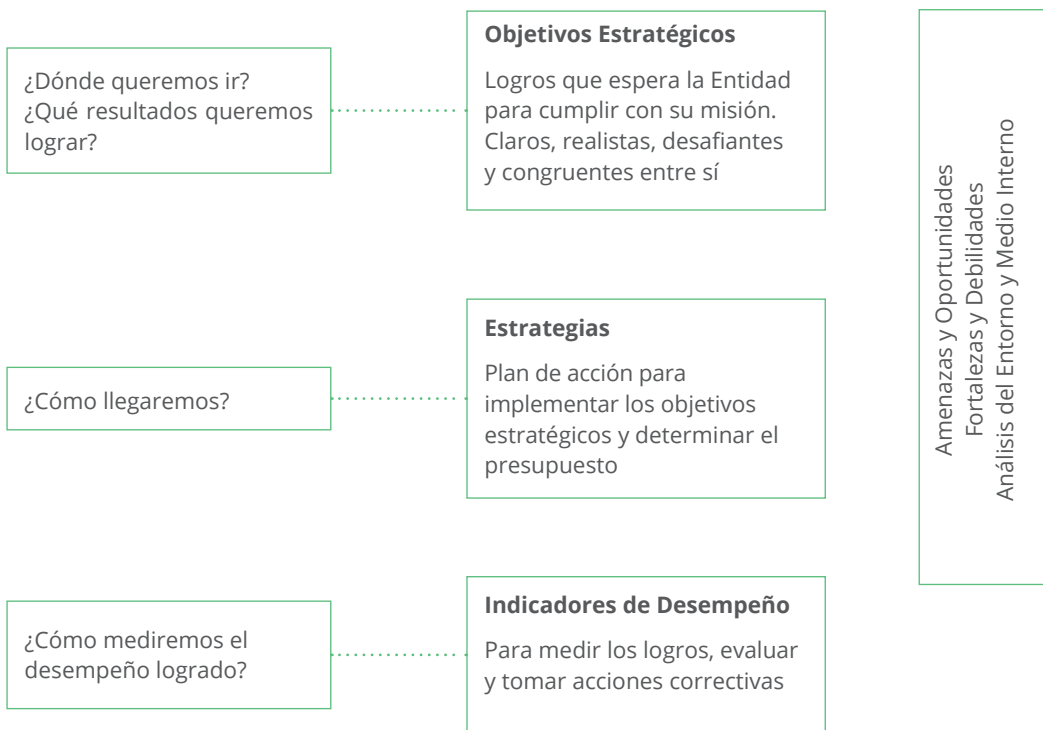 ¿Dónde queremos ir?
¿Qué resultados queremos
lograr?
Objetivos Estratégicos
Logros que espera la Entidad
para cumplir con su misión.
Claros, realistas, desafiantes
y congruentes entre sí
¿Cómo llegaremos?
Estrategias
Plan de acción para
implementar los objetivos
estratégicos y determinar el
presupuesto
¿Cómo mediremos el
desempeño logrado?
Indicadores de Desempeño
Para medir los logros, evaluar
y tomar acciones correctivas
Amenazas y Oportunidades
Fortalezas y Debilidades
Análisis del Entorno y Medio Interno